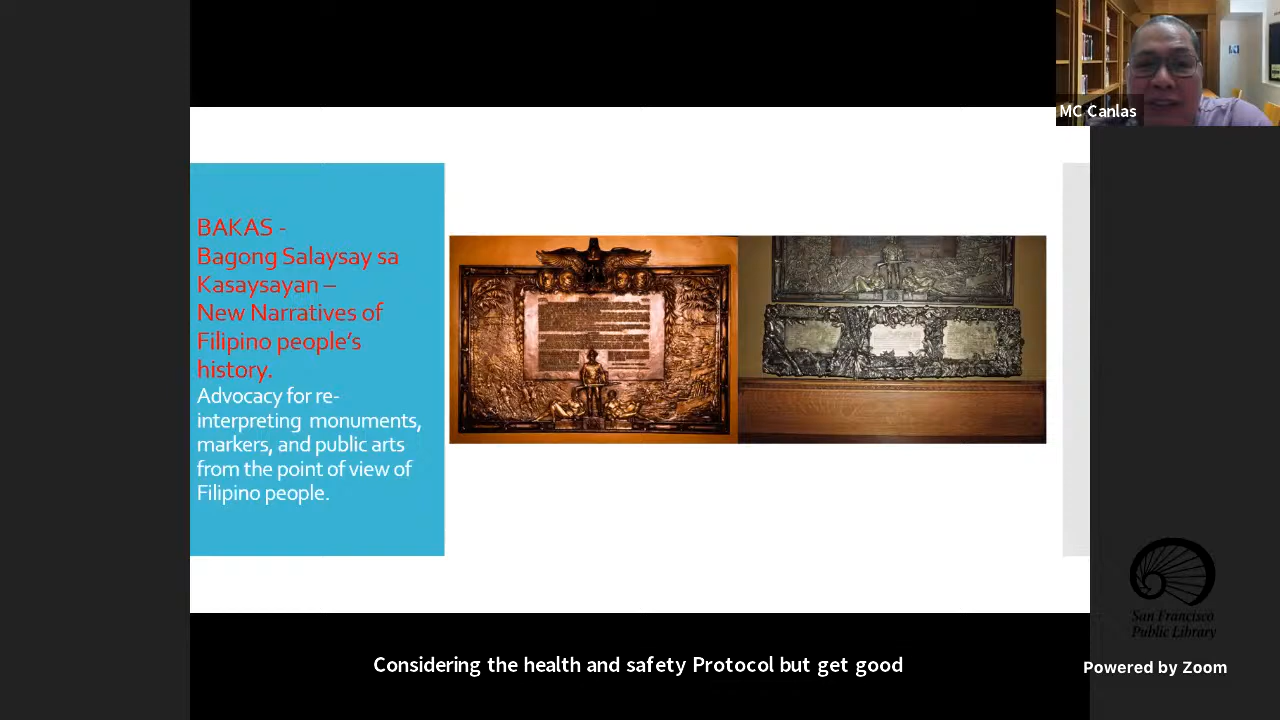 MC Canlas
BAKAS -
Bagong Salaysay sa
Kasaysayan –
New Narratives of
Filipino people's
history.
Advocacy for re-
interpreting monuments,
markers, and public arts
from the point of view of
Filipino people.
San Francisco
Public Library
Considering the health and safety Protocol but get good
Powered by Zoom